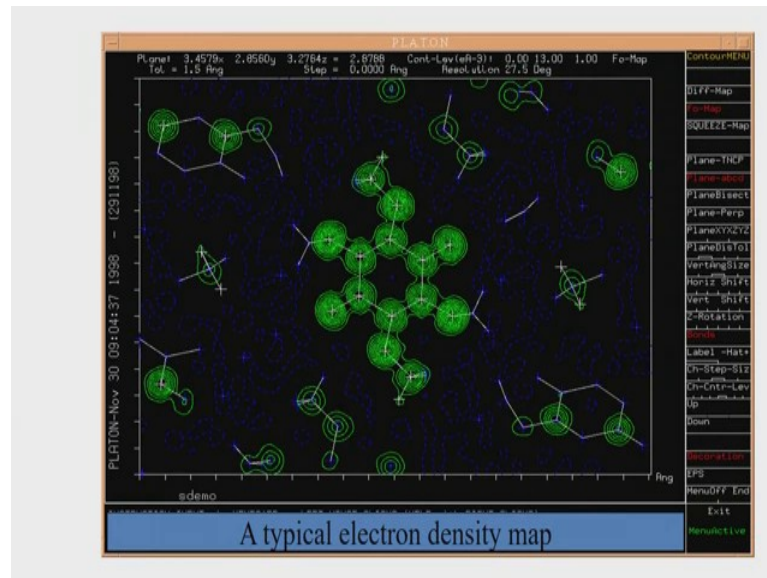 PLATON
Plane: 3.4579x 2.8560y 3.2764z = 2.8788 Cont-Lev(eA-3): 0.00 13.00 1.00 Fo-Map
Tol = 1.5 Ang Step = 0.0000 Ang Resolution 27.5 Deg
PLATON-Nov 30 09:04:37 1998 - (291198)
ContourMENU
Diff-Map
Fo-Map
SQUEEZE-Map
Plane-TNCP
Plane-abcd
PlaneBisect
Plane-Perp
PlaneXYXZYZ
PlaneDisTol
VertAngSize
Horiz Shift
Vert Shift
Z-Rotation
Bonds
Label -Hat+
Ch-Step-Siz
Ch-Cntr-Lev
Up
Down
Decoration
EPS
MenuOff End
Exit
MenuActive
Ang
sdemo
A typical electron density map